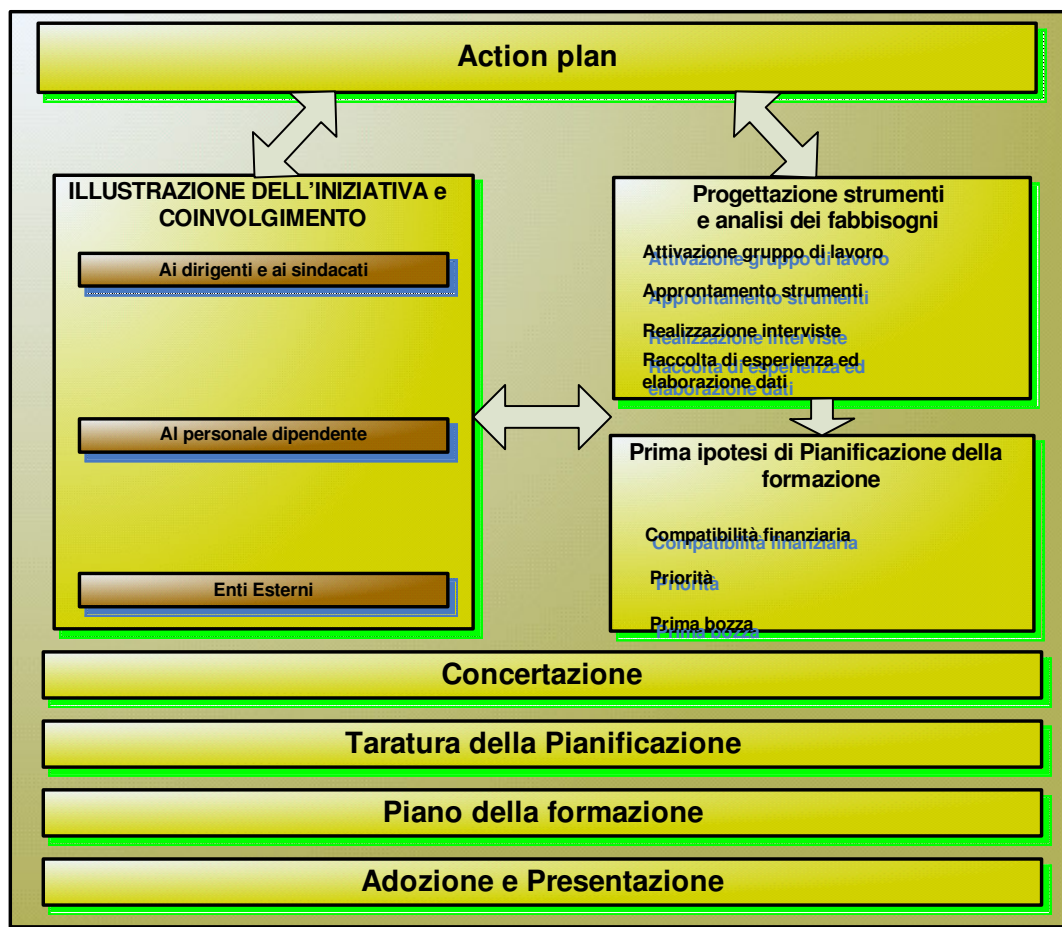 Action plan
ILLUSTRAZIONE DELL'INIZIATIVA e
COINVOLGIMENTO
Ai dirigenti e ai sindacati
Al personale dipendente
Enti Esterni
Progettazione strumenti
e analisi dei fabbisogni
Attivazione gruppo di lavoro
Approntamento strumenti
Realizzazione interviste
Raccolta di esperienza ed
elaborazione dati
Prima ipotesi di Pianificazione della
formazione
Compatibilità finanziaria
Priorità
Prima bozza
Concertazione
Taratura della Pianificazione
Piano della formazione
Adozione e Presentazione